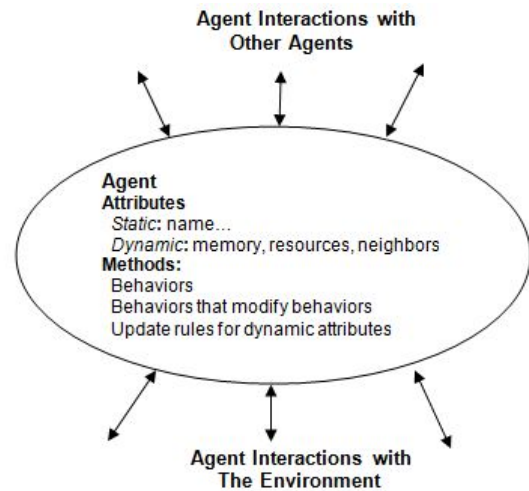 Agent Interactions with
Other Agents
Agent
Attributes
Static: name...
Dynamic: memory, resources, neighbors
Methods:
Behaviors
Behaviors that modify behaviors
Update rules for dynamic attributes
Agent Interactions with
The Environment